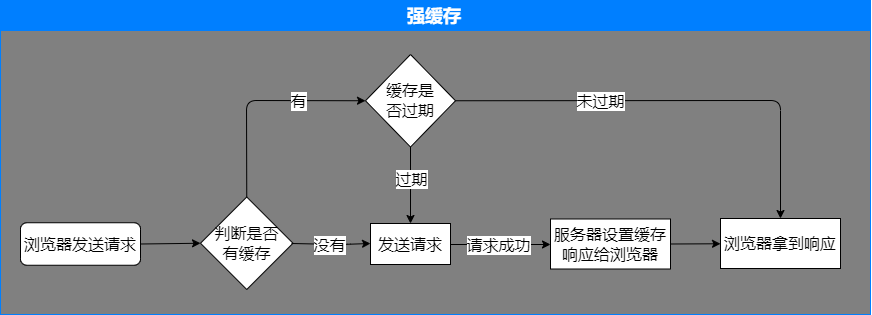 强缓存
有
缓存是
否过期
未过期
过期
浏览器发送请求
判断是否
有缓存
没有
发送请求
请求成功
服务器设置缓存
响应给浏览器
浏览器拿到响应